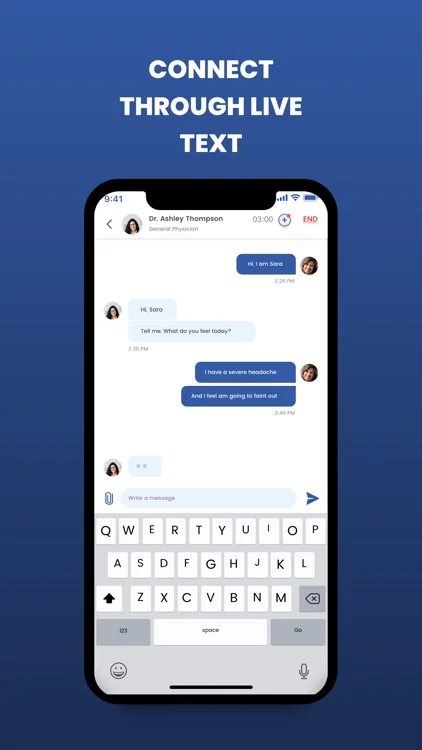 CONNECT
THROUGH LIVE
TEXT
9:41
Dr. Ashley Thompson 03:00 END
General Physician
Hi, I am Sara
2:28 PM
Hi, Sara
Tell me. What do you feel today?
2:30 PM
I have a severe headache
And I feel am going to faint out
2:40 PM
Write a message
Q W E R T Y U I O P
A S D F G H J K L
Z X C V B N M
123 space Go